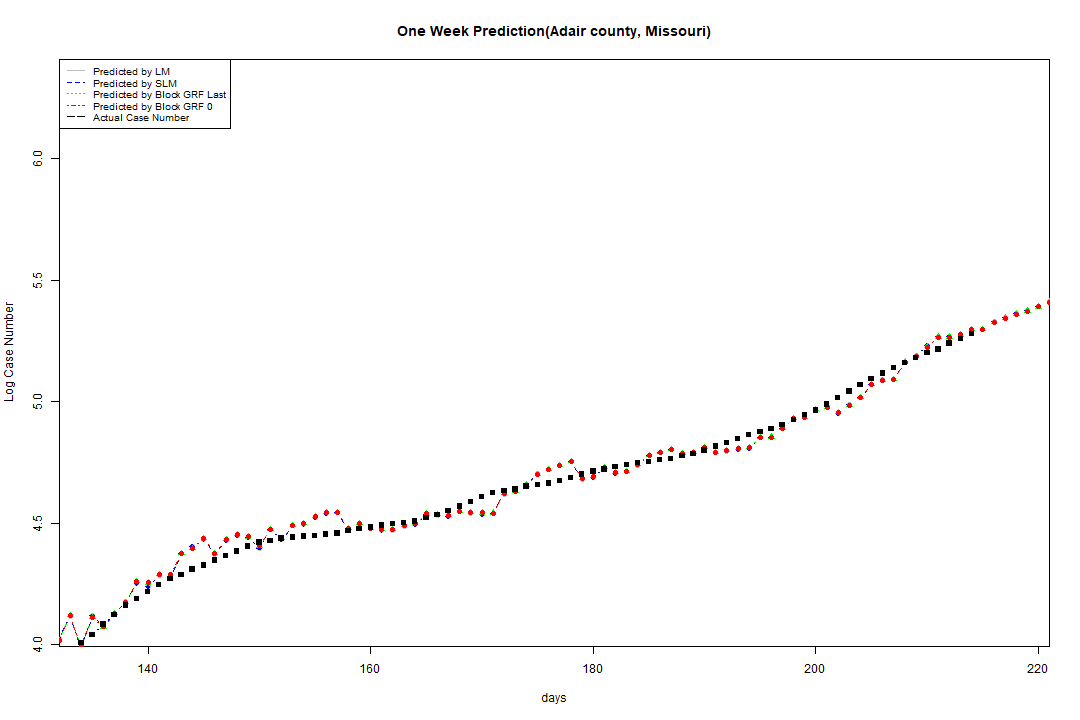 One Week Prediction(Adair county, Missouri)
Predicted by LM
Predicted by SLM
Predicted by Block GRF Last
Predicted by Block GRF 0
Actual Case Number
6.0
5.5
5.0
4.5
4.0
Log Case Number
140 160 180 200 220
days